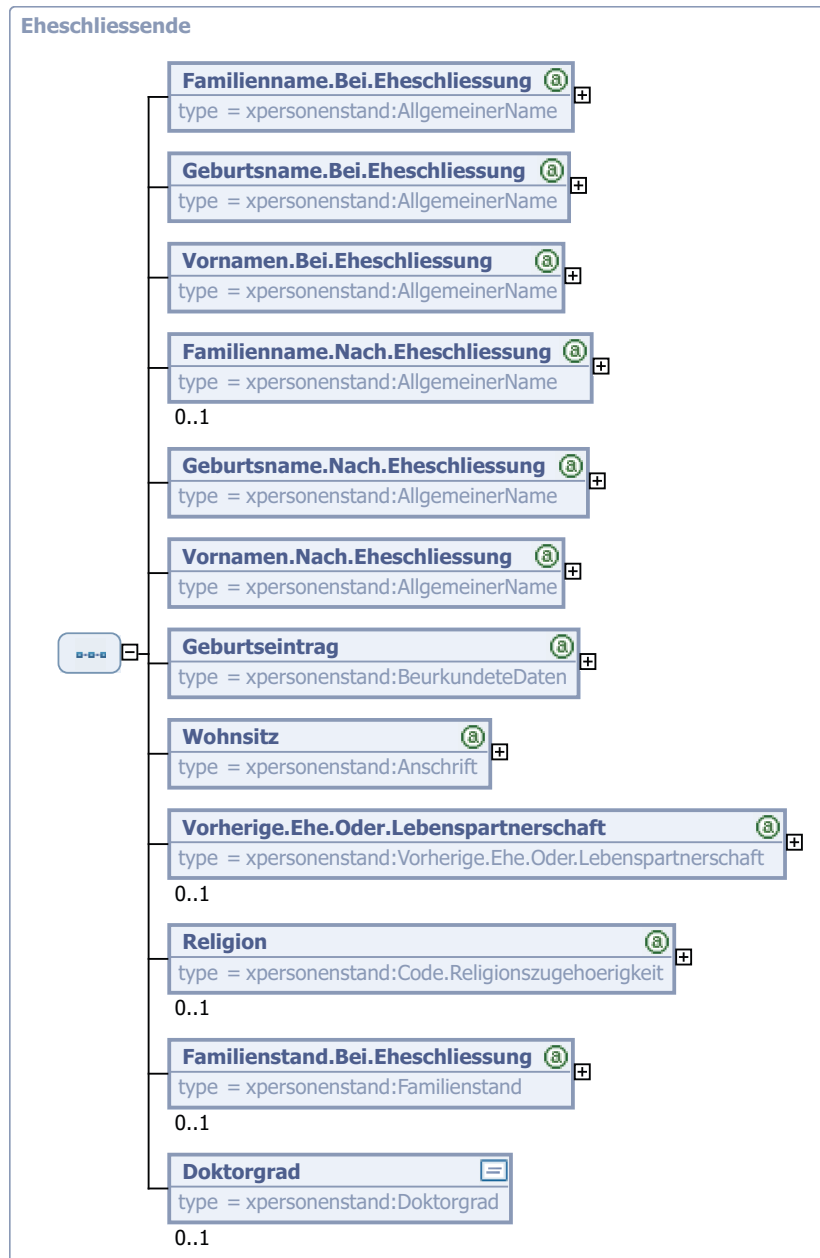 Eheschliessende
Familienname.Bei.Eheschliessung
type = xpersonenstand:AllgemeinerName
Geburtsname.Bei.Eheschliessung
type = xpersonenstand:AllgemeinerName
Vornamen.Bei.Eheschliessung
type = xpersonenstand:AllgemeinerName
Familienname.Nach.Eheschliessung
type = xpersonenstand:AllgemeinerName
0..1
Geburtsname.Nach.Eheschliessung
type = xpersonenstand:AllgemeinerName
Vornamen.Nach.Eheschliessung
type = xpersonenstand:AllgemeinerName
Geburtseintrag
type = xpersonenstand:BeurkundeteDaten
Wohnsitz
type = xpersonenstand:Anschrift
Vorherige.Ehe.Oder.Lebenspartnerschaft
type = xpersonenstand:Vorherige.Ehe.Oder.Lebenspartnerschaft
0..1
Religion
type = xpersonenstand:Code.Religionszugehoerigkeit
0..1
Familienstand.Bei.Eheschliessung
type = xpersonenstand:Familienstand
0..1
Doktorgrad
type = xpersonenstand:Doktorgrad
0..1